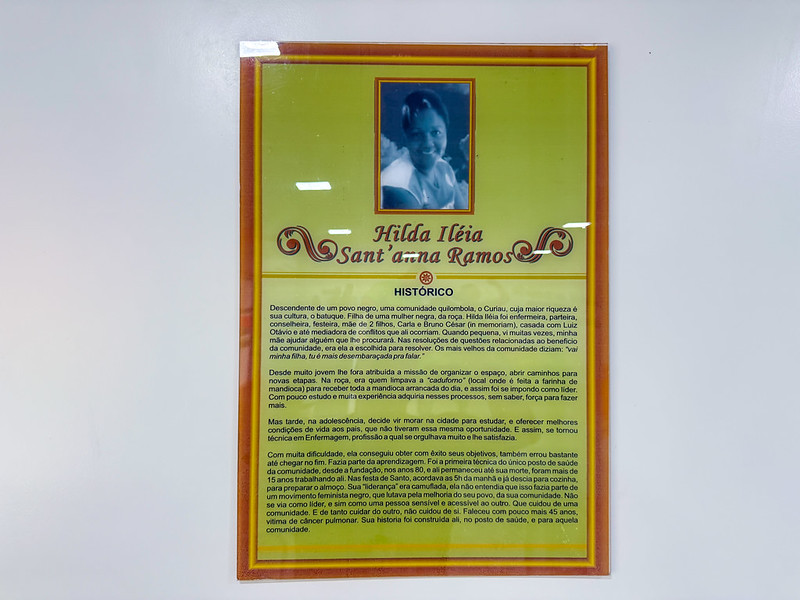 Hilda Iléia
Sant'anna Ramos
HISTÓRICO
Descendente de um povo negro, uma comunidade quilombola, o Curiau, cuja maior riqueza é
sua cultura, o batuque. Filha de uma mulher negra, da roça. Hilda Iléia foi enfermeira, parteira,
conselheira, festeira, mãe de 2 filhos, Carla e Bruno César (in memoriam), casada com Luiz
Otávio e até mediadora de conflitos que ali ocorriam. Quando pequena, vi muitas vezes, minha
mãe ajudar alguém que lhe procurará. Nas resoluções de questões relacionadas ao beneficio
da comunidade, era ela a escolhida para resolver. Os mais velhos da comunidade diziam: "vai
minha filha, tu é mais desembaraçada pra falar."
Desde muito jovem lhe fora atribuída a missão de organizar o espaço, abrir caminhos para
novas etapas. Na roça, era quem limpava a "caduforno" (local onde é feita a farinha de
mandioca) para receber toda a mandioca arrancada do dia, e assim foi se impondo como líder.
Com pouco estudo e muita experiência adquiria nesses processos, sem saber, força para fazer
mais.
Mas tarde, na adolescência, decide vir morar na cidade para estudar, e oferecer melhores
condições de vida aos pais, que não tiveram essa mesma oportunidade. E assim, se tornou
técnica em Enfermagem, profissão a qual se orgulhava muito e lhe satisfazia.
Com muita dificuldade, ela conseguiu obter com êxito seus objetivos, também errou bastante
até chegar no fim. Fazia parte da aprendizagem. Foi a primeira técnica do único posto de saúde
da comunidade, desde a fundação, nos anos 80, e ali permaneceu até sua morte, foram mais de
15 anos trabalhando ali. Nas festa de Santo, acordava as 5h da manhã e já descia para cozinha,
para preparar o almoço. Sua "liderança" era camuflada, ela não entendia que isso fazia parte de
um movimento feminista negro, que lutava pela melhoria do seu povo, da sua comunidade. Não
se via como líder, e sim como uma pessoa sensível e acessível ao outro. Que cuidou de uma
comunidade. E de tanto cuidar do outro, não cuidou de si. Faleceu com pouco mais 45 anos,
vítima de câncer pulmonar. Sua historia foi construída ali, no posto de saúde, e para aquela
comunidade.